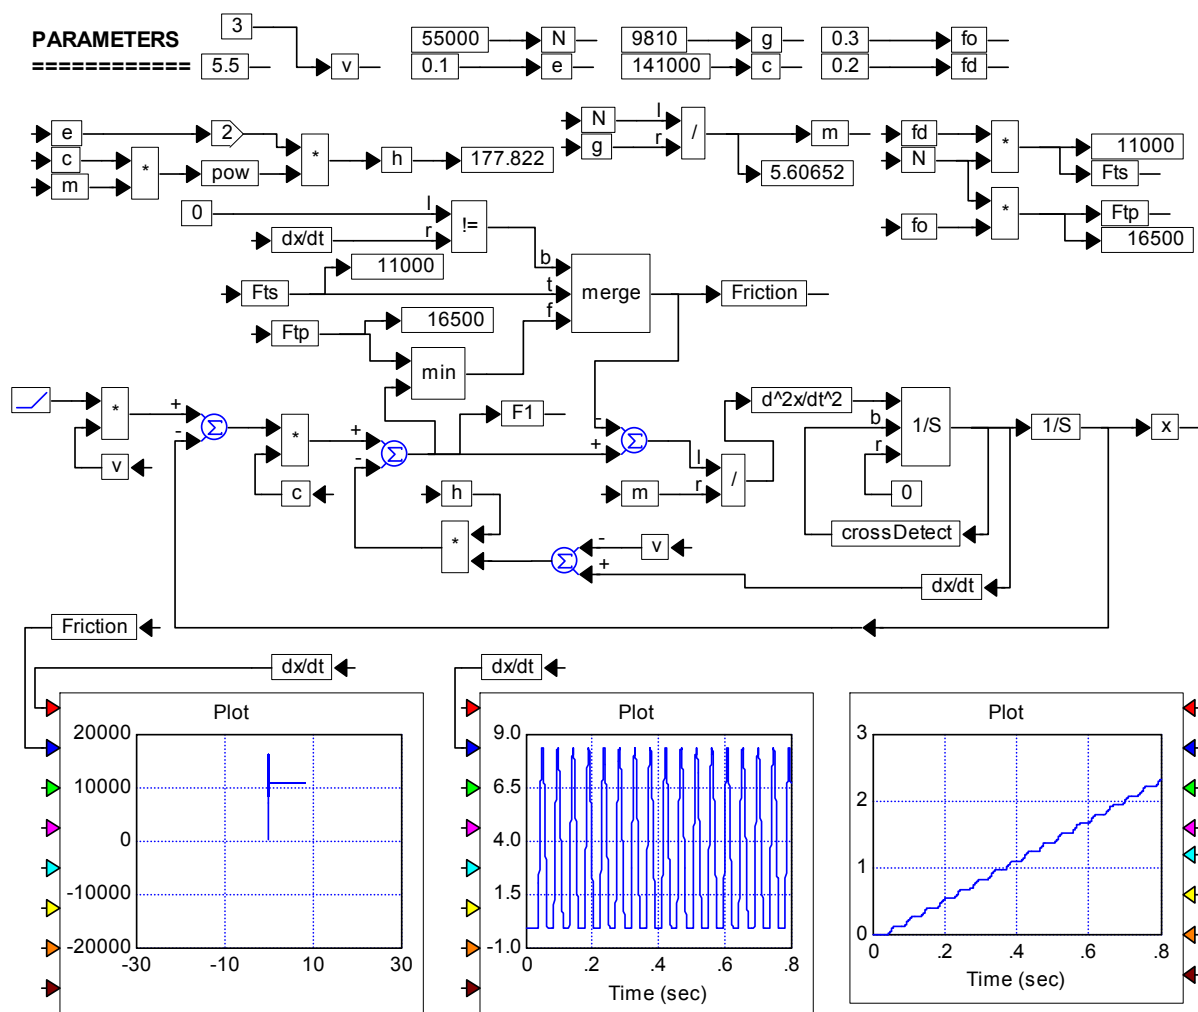 PARAMETERS
============
3
5.5
v
55000 N
0.1 e
9810 g
141000 c
0.3 fo
0.2 fd
e 2
c * pow * h 177.822
m
N l
g r / m
5.60652
fd * 11000
N Fts
fo * Ftp
16500
0 l
dx/dt r !=
11000 b
Fts t merge Friction
f
Ftp 16500
min
* + Σ -
v
* + Σ -
c
F1
- Σ +
l / r
m
d^2x/dt^2
b 1/S r
0
1/S x
crossDetect
h
* Σ - v
+
dx/dt
Friction
dx/dt
dx/dt
Plot
20000
10000
0
-10000
-20000
-30 -10 10 30
Plot
9.0
6.5
4.0
1.5
-1.0
0 .2 .4 .6 .8
Time (sec)
Plot
3
2
1
0
0 .2 .4 .6 .8
Time (sec)